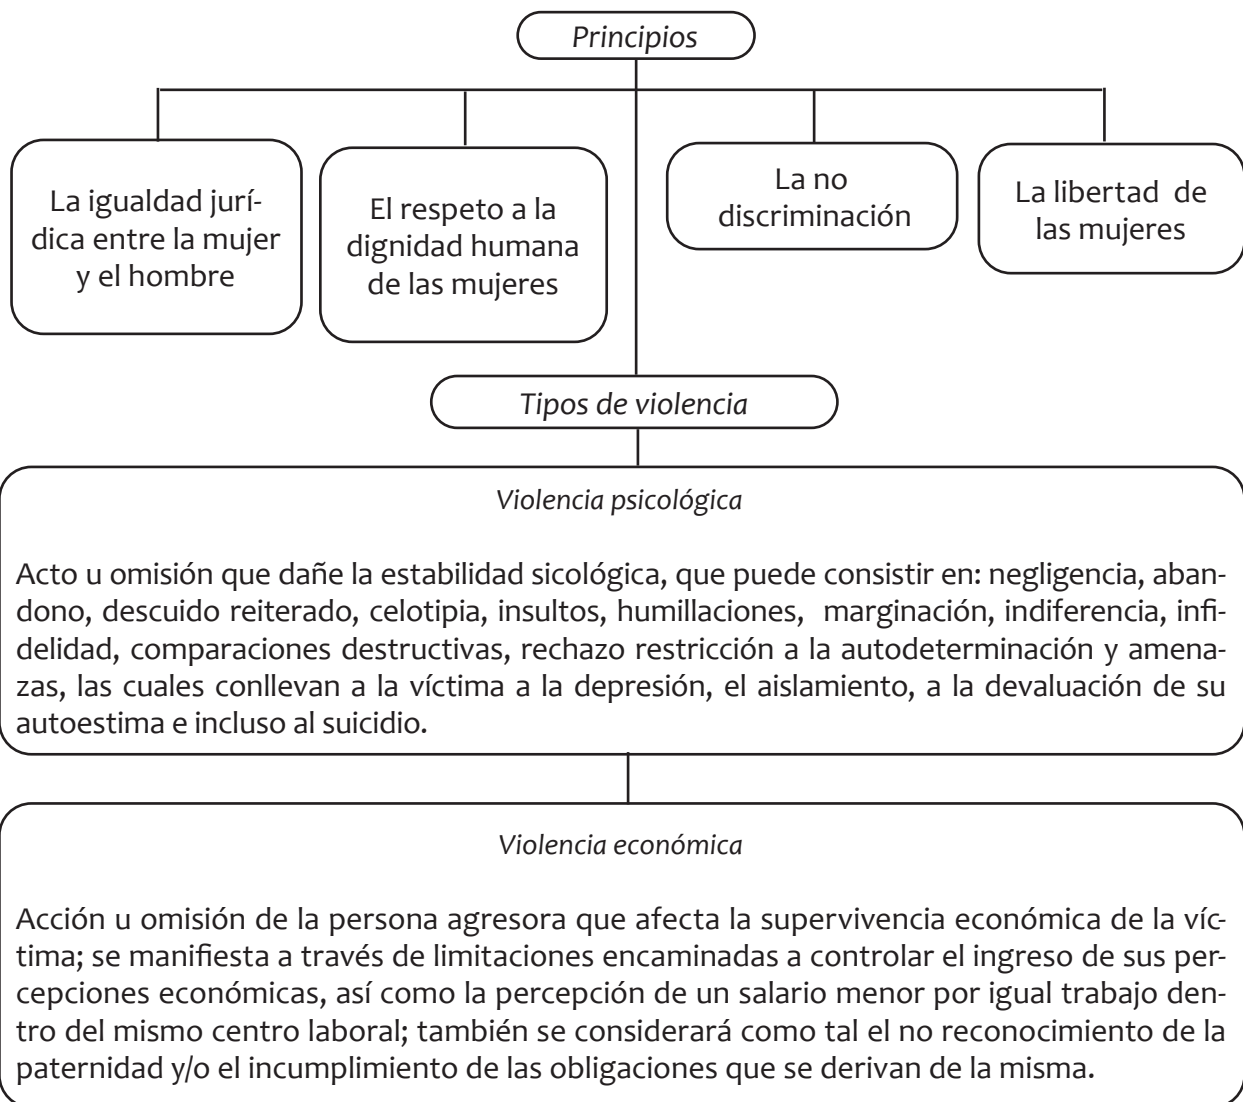 Principios
La igualdad jurí-
dica entre la mujer
y el hombre
El respeto a la
dignidad humana
de las mujeres
La no
discriminación
La libertad de
las mujeres
Tipos de violencia
Violencia psicológica
Acto u omisión que dañe la estabilidad sicológica, que puede consistir en: negligencia, aban-
dono, descuido reiterado, celotipia, insultos, humillaciones, marginación, indiferencia, infi-
delidad, comparaciones destructivas, rechazo restricción a la autodeterminación y amena-
zas, las cuales conllevan a la víctima a la depresión, el aislamiento, a la devaluación de su
autoestima e incluso al suicidio.
Violencia económica
Acción u omisión de la persona agresora que afecta la supervivencia económica de la víc-
tima; se manifiesta a través de limitaciones encaminadas a controlar el ingreso de sus per-
cepciones económicas, así como la percepción de un salario menor por igual trabajo den-
tro del mismo centro laboral; también se considerará como tal el no reconocimiento de la
paternidad y/o el incumplimiento de las obligaciones que se derivan de la misma.